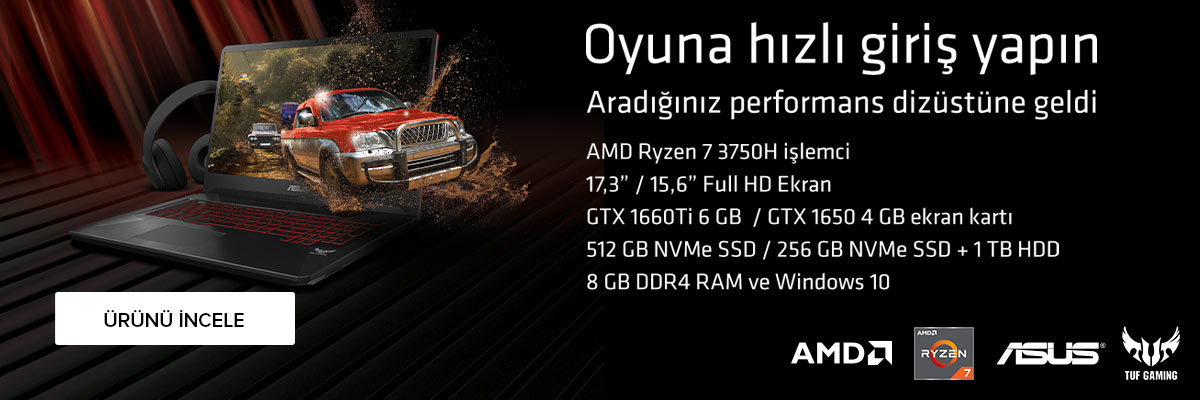 Oyuna hızlı giriş yapın
Aradığınız performans dizüstüne geldi
AMD Ryzen 7 3750H işlemci
17,3” / 15,6” Full HD Ekran
GTX 1660Ti 6 GB / GTX 1650 4 GB ekran kartı
512 GB NVMe SSD / 256 GB NVMe SSD + 1 TB HDD
8 GB DDR4 RAM ve Windows 10
ÜRÜNÜ İNCELE
AMD
AMD
RYZEN
7
ASUS®
TUF GAMING